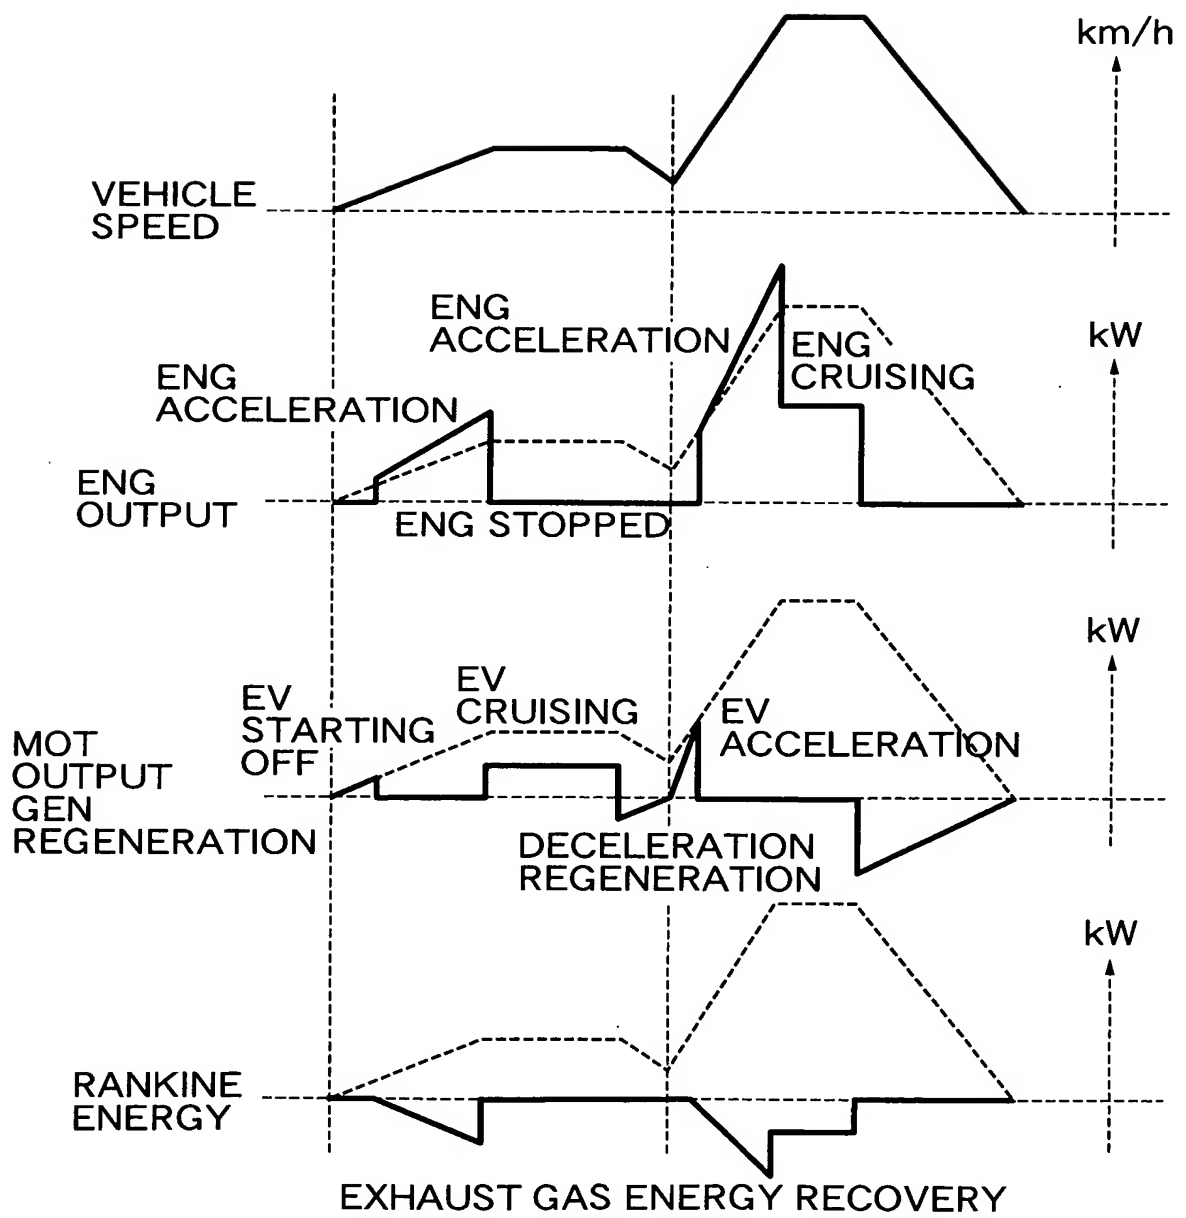 km/h
VEHICLE
SPEED
ENG
ACCELERATION
ENG
CRUISING
kW
ENG
ACCELERATION
ENG
OUTPUT
ENG STOPPED
kW
EV
STARTING
OFF
EV
CRUISING
EV
ACCELERATION
MOT
OUTPUT
GEN
REGENERATION
DECELERATION
REGENERATION
kW
RANKINE
ENERGY
EXHAUST GAS ENERGY RECOVERY